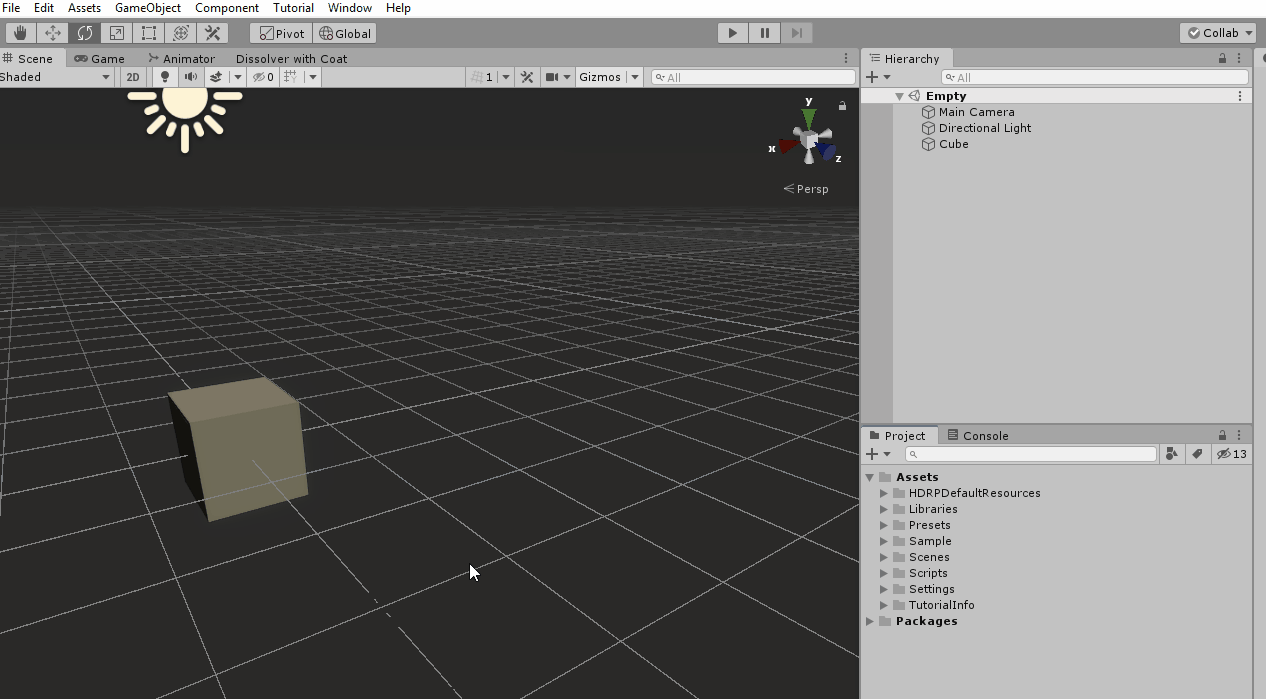 File Edit Assets GameObject Component Tutorial Window Help
Pivot Global Collab
Scene Game Animator Dissolver with Coat
Shaded 2D 0 1 Gizmos All
y
x
z
Persp
Hierarchy
All
Empty
Main Camera
Directional Light
Cube
Project Console
13
Assets
HDRPDefaultResources
Libraries
Presets
Sample
Scenes
Scripts
Settings
TutorialInfo
Packages